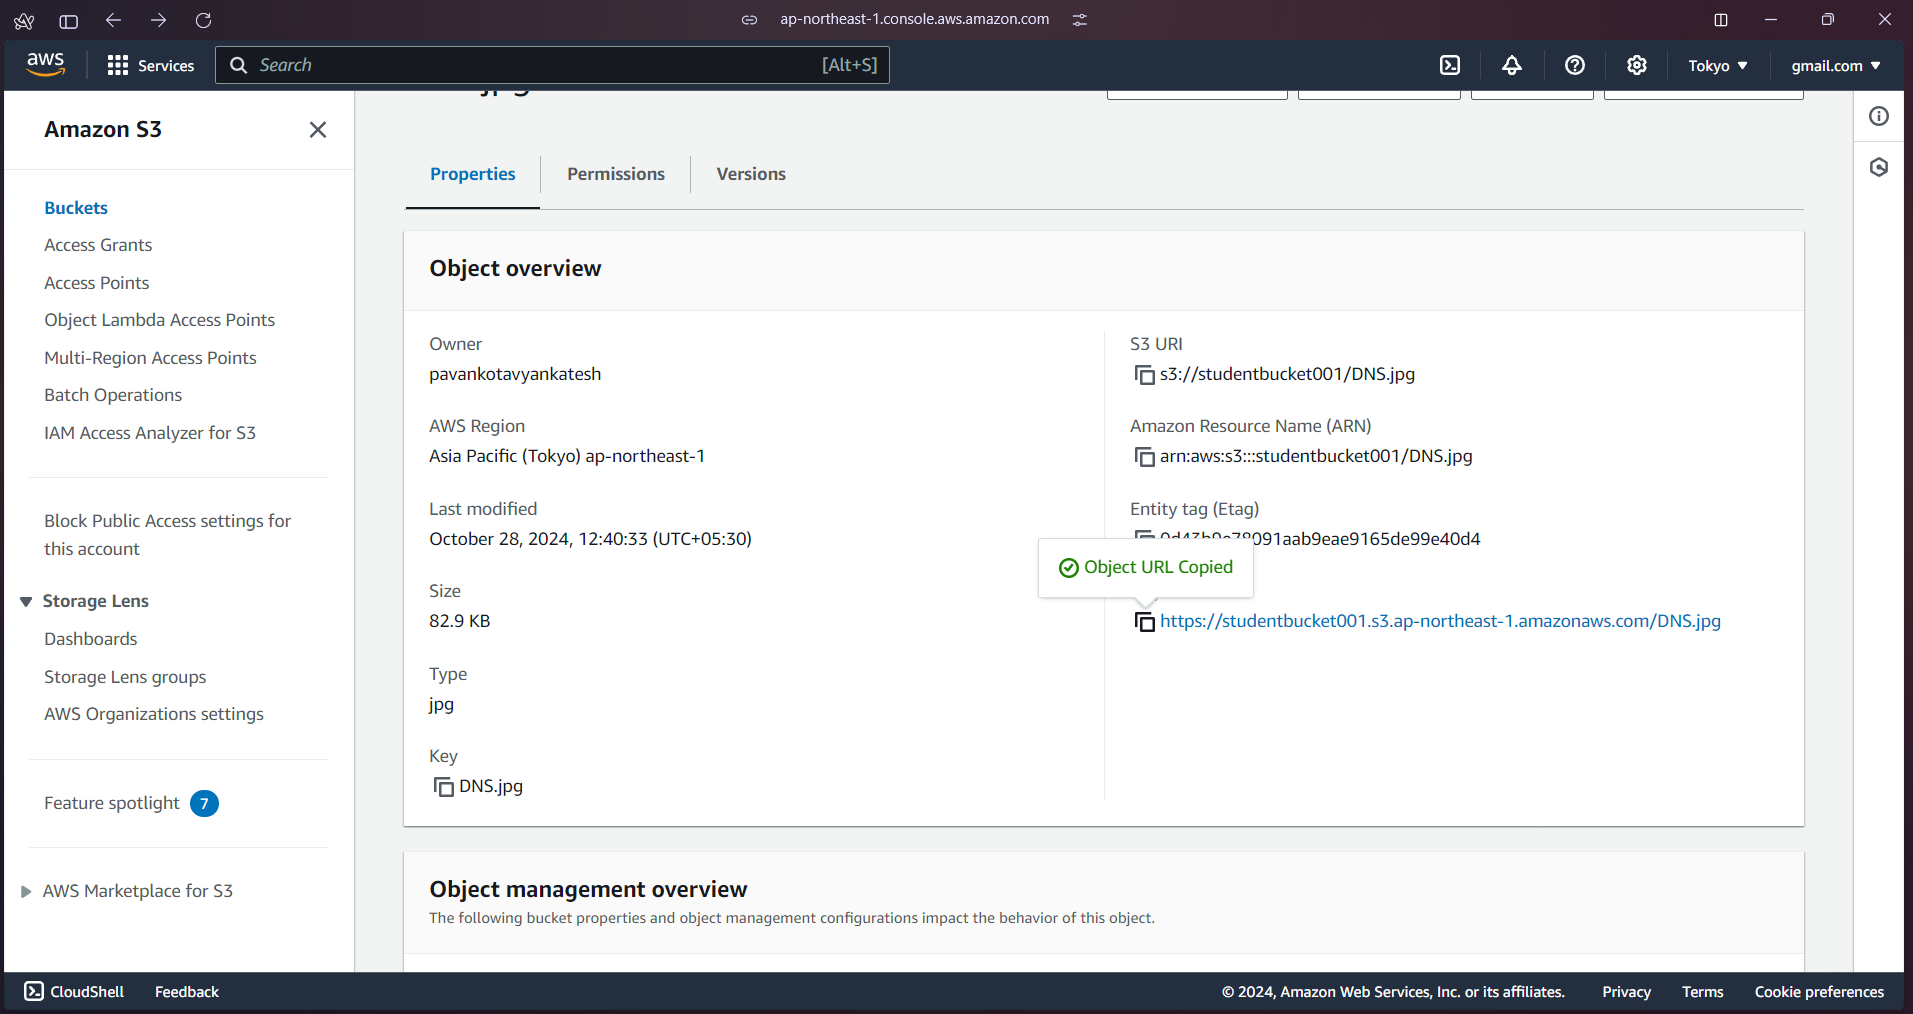 ap-northeast-1.console.aws.amazon.com
aws
Services
Search
[Alt+S]
Tokyo
gmail.com
Amazon S3
Buckets
Access Grants
Access Points
Object Lambda Access Points
Multi-Region Access Points
Batch Operations
IAM Access Analyzer for S3
Block Public Access settings for
this account
Storage Lens
Dashboards
Storage Lens groups
AWS Organizations settings
Feature spotlight 7
AWS Marketplace for S3
Properties
Permissions
Versions
Object overview
Owner
pavankotavyankatesh
AWS Region
Asia Pacific (Tokyo) ap-northeast-1
Last modified
October 28, 2024, 12:40:33 (UTC+05:30)
Size
82.9 KB
Type
jpg
Key
DNS.jpg
S3 URI
s3://studentbucket001/DNS.jpg
Amazon Resource Name (ARN)
arn:aws:s3:::studentbucket001/DNS.jpg
Entity tag (Etag)
Object URL Copied
https://studentbucket001.s3.ap-northeast-1.amazonaws.com/DNS.jpg
Object management overview
The following bucket properties and object management configurations impact the behavior of this object.
CloudShell
Feedback
© 2024, Amazon Web Services, Inc. or its affiliates.
Privacy
Terms
Cookie preferences